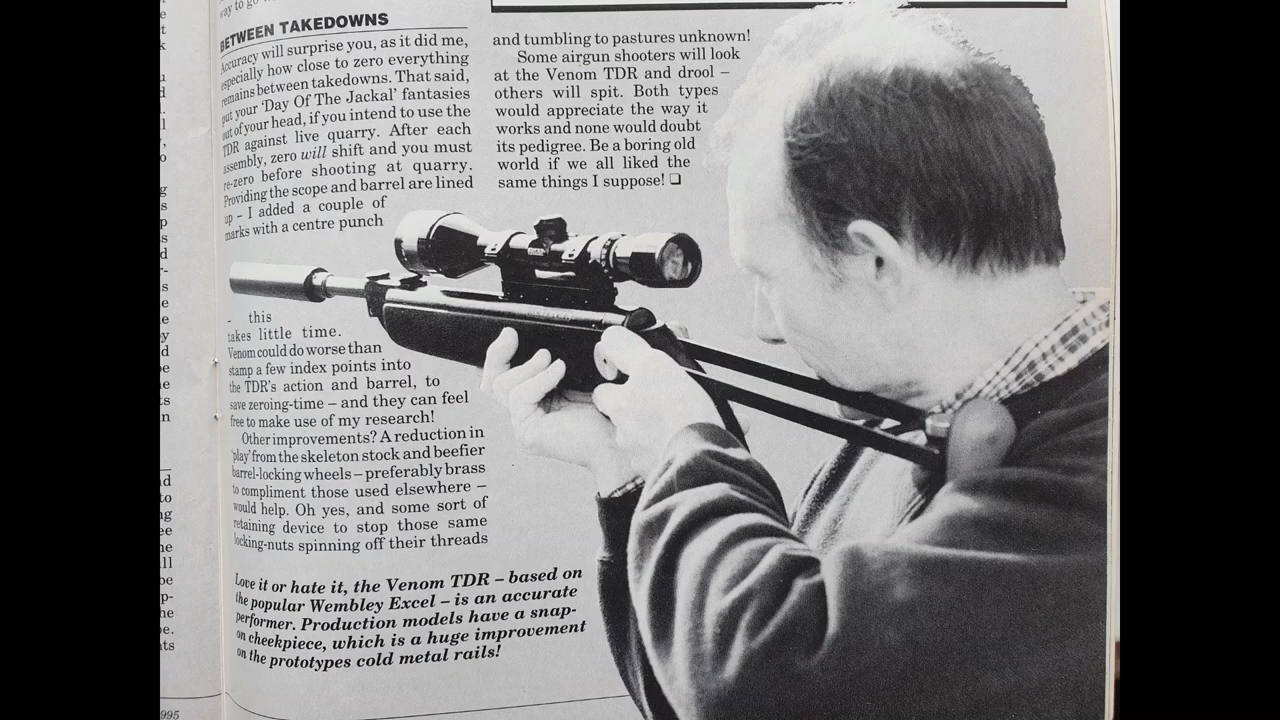 way to go
BETWEEN TAKEDOWNS
Accuracy will surprise you, as it did me,
especially how close to zero everything
remains between takedowns. That said,
put your 'Day Of The Jackal' fantasies
out of your head, if you intend to use the
TDR against live quarry. After each
assembly, zero will shift and you must
re-zero before shooting at quarry.
Providing the scope and barrel are lined
up – I added a couple of
marks with a centre punch
- this
takes little time.
Venom could do worse than
stamp a few index points into
the TDR's action and barrel, to
save zeroing-time – and they can feel
free to make use of my research!
Other improvements? A reduction in
'play' from the skeleton stock and beefier
barrel-locking wheels – preferably brass
to compliment those used elsewhere –
would help. Oh yes, and some sort of
retaining device to stop those same
locking-nuts spinning off their threads
and tumbling to pastures unknown!
Some airgun shooters will look
at the Venom TDR and drool –
others will spit. Both types
would appreciate the way it
works and none would doubt
its pedigree. Be a boring old
world if we all liked the
same things I suppose! ❏
Love it or hate it, the Venom TDR – based on
the popular Wembley Excel – is an accurate
performer. Production models have a snap-
on cheekpiece, which is a huge improvement
on the prototypes cold metal rails!
995